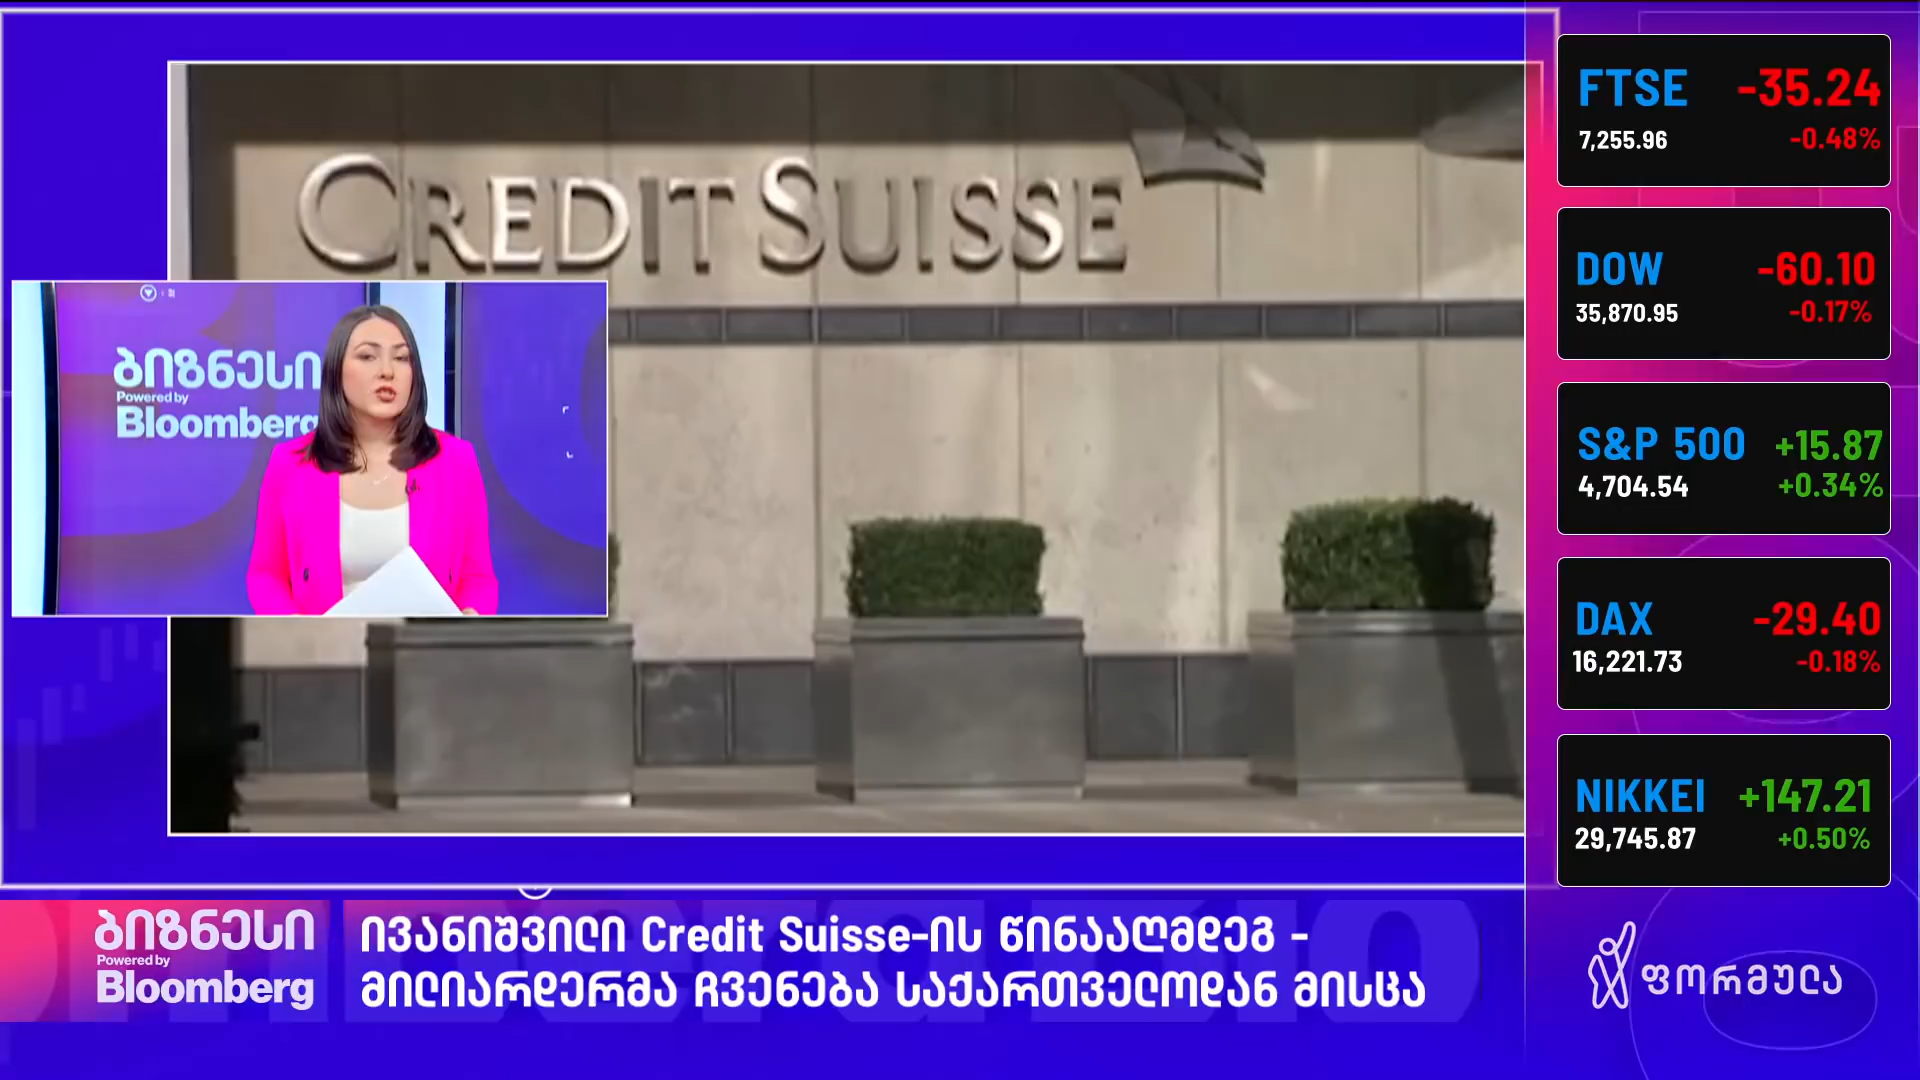 CREDIT SUISSE
ბიზნესი
Powered by
Bloomberg
FTSE -35.24
7,255.96 -0.48%
DOW -60.10
35,870.95 -0.17%
S&P 500 +15.87
4,704.54 +0.34%
DAX -29.40
16,221.73 -0.18%
NIKKEI +147.21
29,745.87 +0.50%
ბიზნესი
Powered by
Bloomberg
ივანიშვილი Credit Suisse-ის წინააღმდეგ -
მილიარდერმა ჩვენება საქართველოდან მისცა
ფორმულა